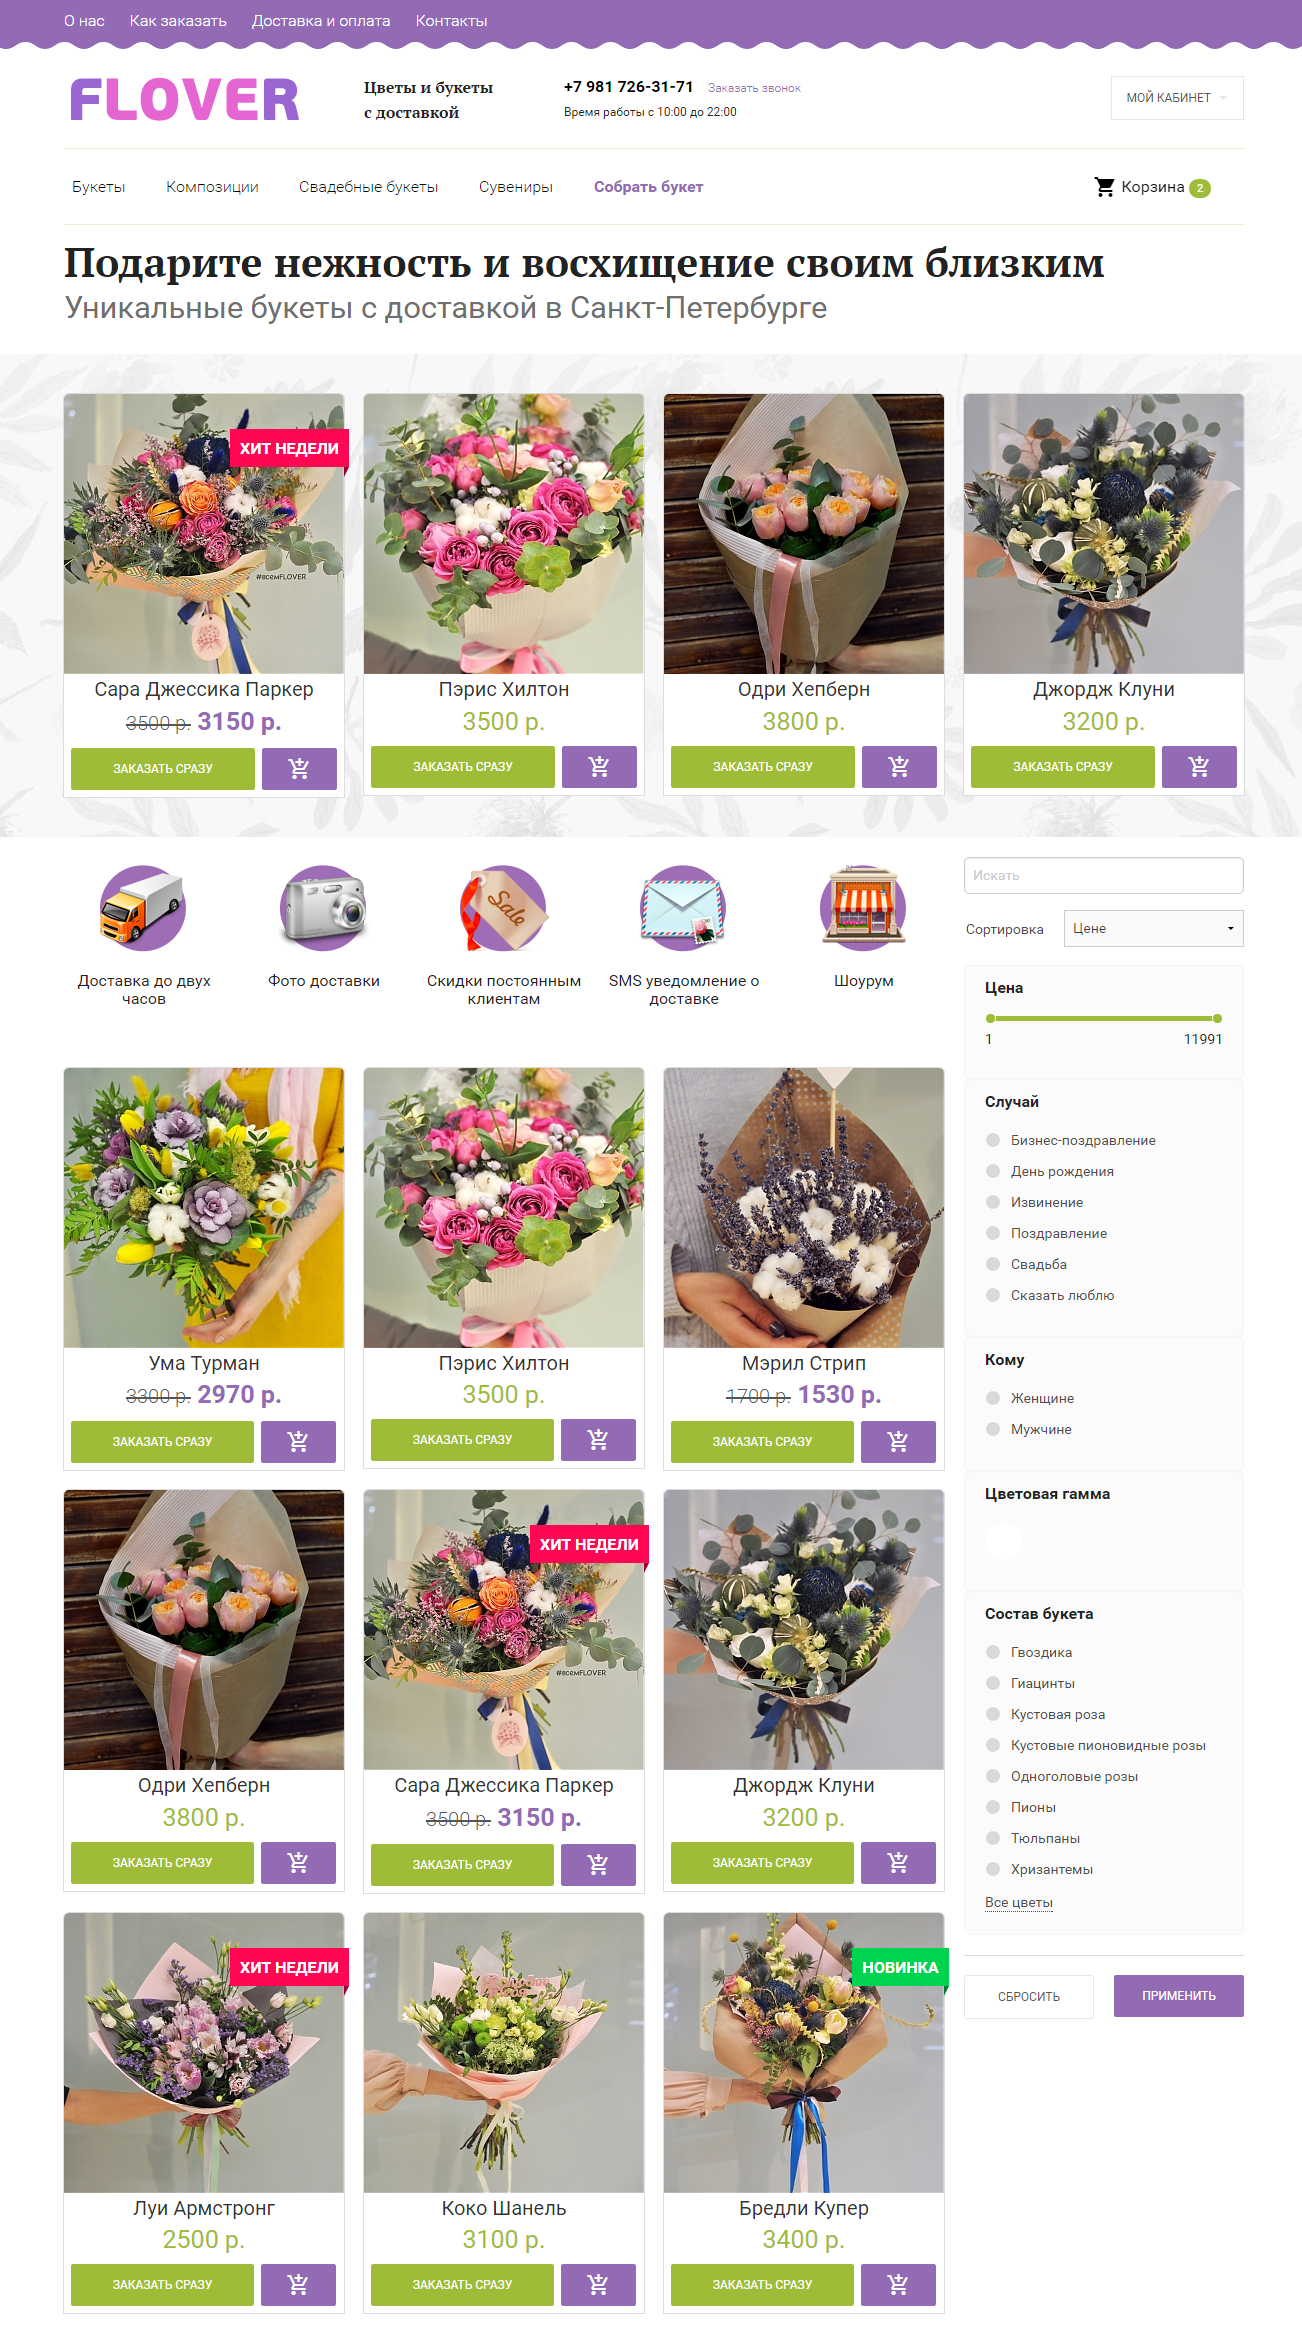 О нас Как заказать Доставка и оплата Контакты
FLOVER
Цветы и букеты
с доставкой
+7 981 726-31-71 Заказать звонок
Время работы с 10:00 до 22:00
МОЙ КАБИНЕТ
Букеты Композиции Свадебные букеты Сувениры Собрать букет Корзина 2
Подарите нежность и восхищение своим близким
Уникальные букеты с доставкой в Санкт-Петербурге
ХИТ НЕДЕЛИ
#всемFLOVER
Сара Джессика Паркер
3500 р. 3150 р.
ЗАКАЗАТЬ СРАЗУ
Пэрис Хилтон
3500 р.
ЗАКАЗАТЬ СРАЗУ
Одри Хепберн
3800 р.
ЗАКАЗАТЬ СРАЗУ
Джордж Клуни
3200 р.
ЗАКАЗАТЬ СРАЗУ
Доставка до двух
часов
Фото доставки
Sale
Скидки постоянным
клиентам
SMS уведомление о
доставке
Шоурум
Ума Турман
3300 р. 2970 р.
ЗАКАЗАТЬ СРАЗУ
Пэрис Хилтон
3500 р.
ЗАКАЗАТЬ СРАЗУ
Мэрил Стрип
1700 р. 1530 р.
ЗАКАЗАТЬ СРАЗУ
Одри Хепберн
3800 р.
ЗАКАЗАТЬ СРАЗУ
ХИТ НЕДЕЛИ
#всемFLOVER
Сара Джессика Паркер
3500 р. 3150 р.
ЗАКАЗАТЬ СРАЗУ
Джордж Клуни
3200 р.
ЗАКАЗАТЬ СРАЗУ
ХИТ НЕДЕЛИ
Луи Армстронг
2500 р.
ЗАКАЗАТЬ СРАЗУ
Коко Шанель
3100 р.
ЗАКАЗАТЬ СРАЗУ
НОВИНКА
Бредли Купер
3400 р.
ЗАКАЗАТЬ СРАЗУ
Искать
Сортировка Цене
Цена
1 11991
Случай
Бизнес-поздравление
День рождения
Извинение
Поздравление
Свадьба
Сказать люблю
Кому
Женщине
Мужчине
Цветовая гамма
Состав букета
Гвоздика
Гиацинты
Кустовая роза
Кустовые пионовидные розы
Одноголовые розы
Пионы
Тюльпаны
Хризантемы
Все цветы
СБРОСИТЬ ПРИМЕНИТЬ